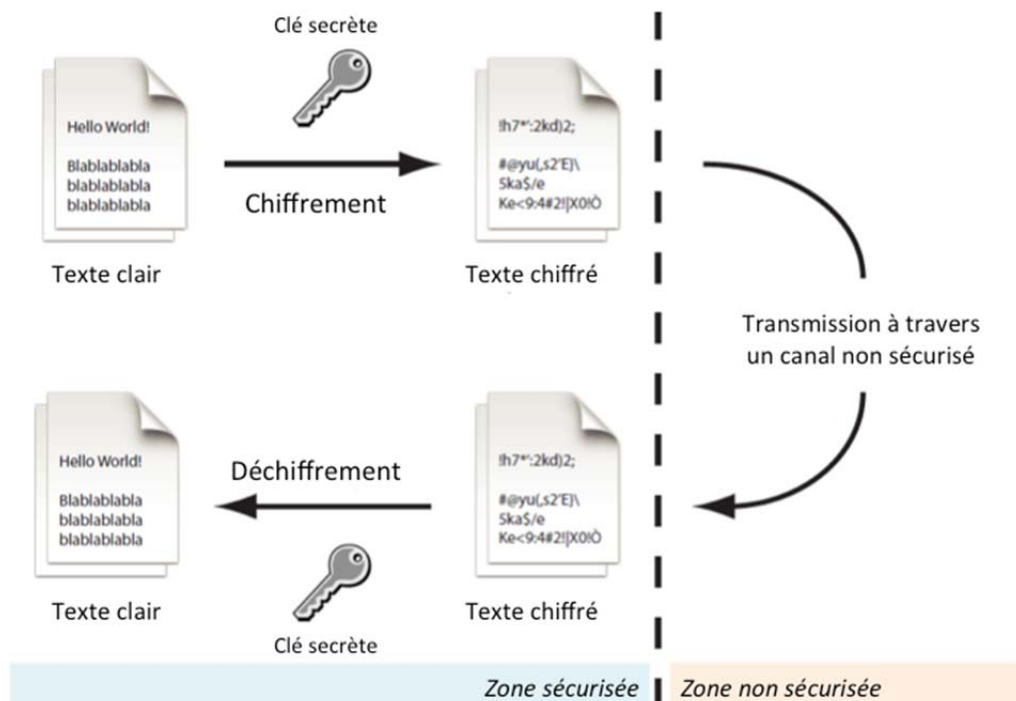 Clé secrète
Hello World!
Blablablabla
blablablabla
blablablabla
Chiffrement
!h7*':2kd)2;
#@yu(,s2'E)\
5ka$/e
Ke<9:4#2!|X0!Ò
Texte clair
Texte chiffré
Transmission à travers
un canal non sécurisé
Hello World!
Blablablabla
blablablabla
blablablabla
Déchiffrement
!h7*':2kd)2;
#@yu(,s2'E)\
5ka$/e
Ke<9:4#2!|X0!Ò
Texte clair
Clé secrète
Texte chiffré
Zone sécurisée
Zone non sécurisée